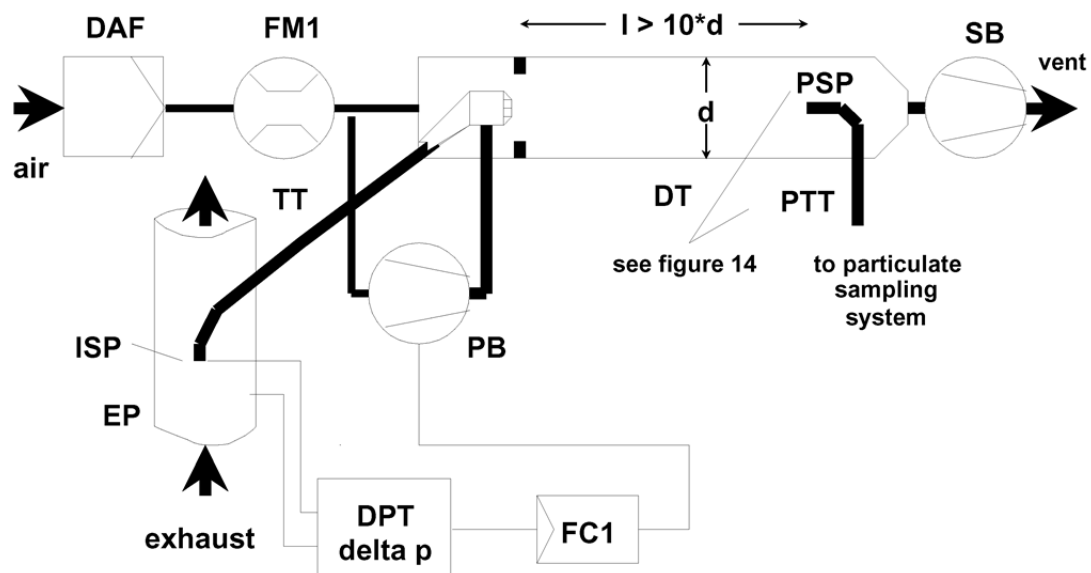 DAF
FM1
l > 10*d
SB
vent
PSP
d
air
TT
DT
PTT
see figure 14
to particulate
sampling
system
ISP
PB
EP
DPT
delta p
FC1
exhaust